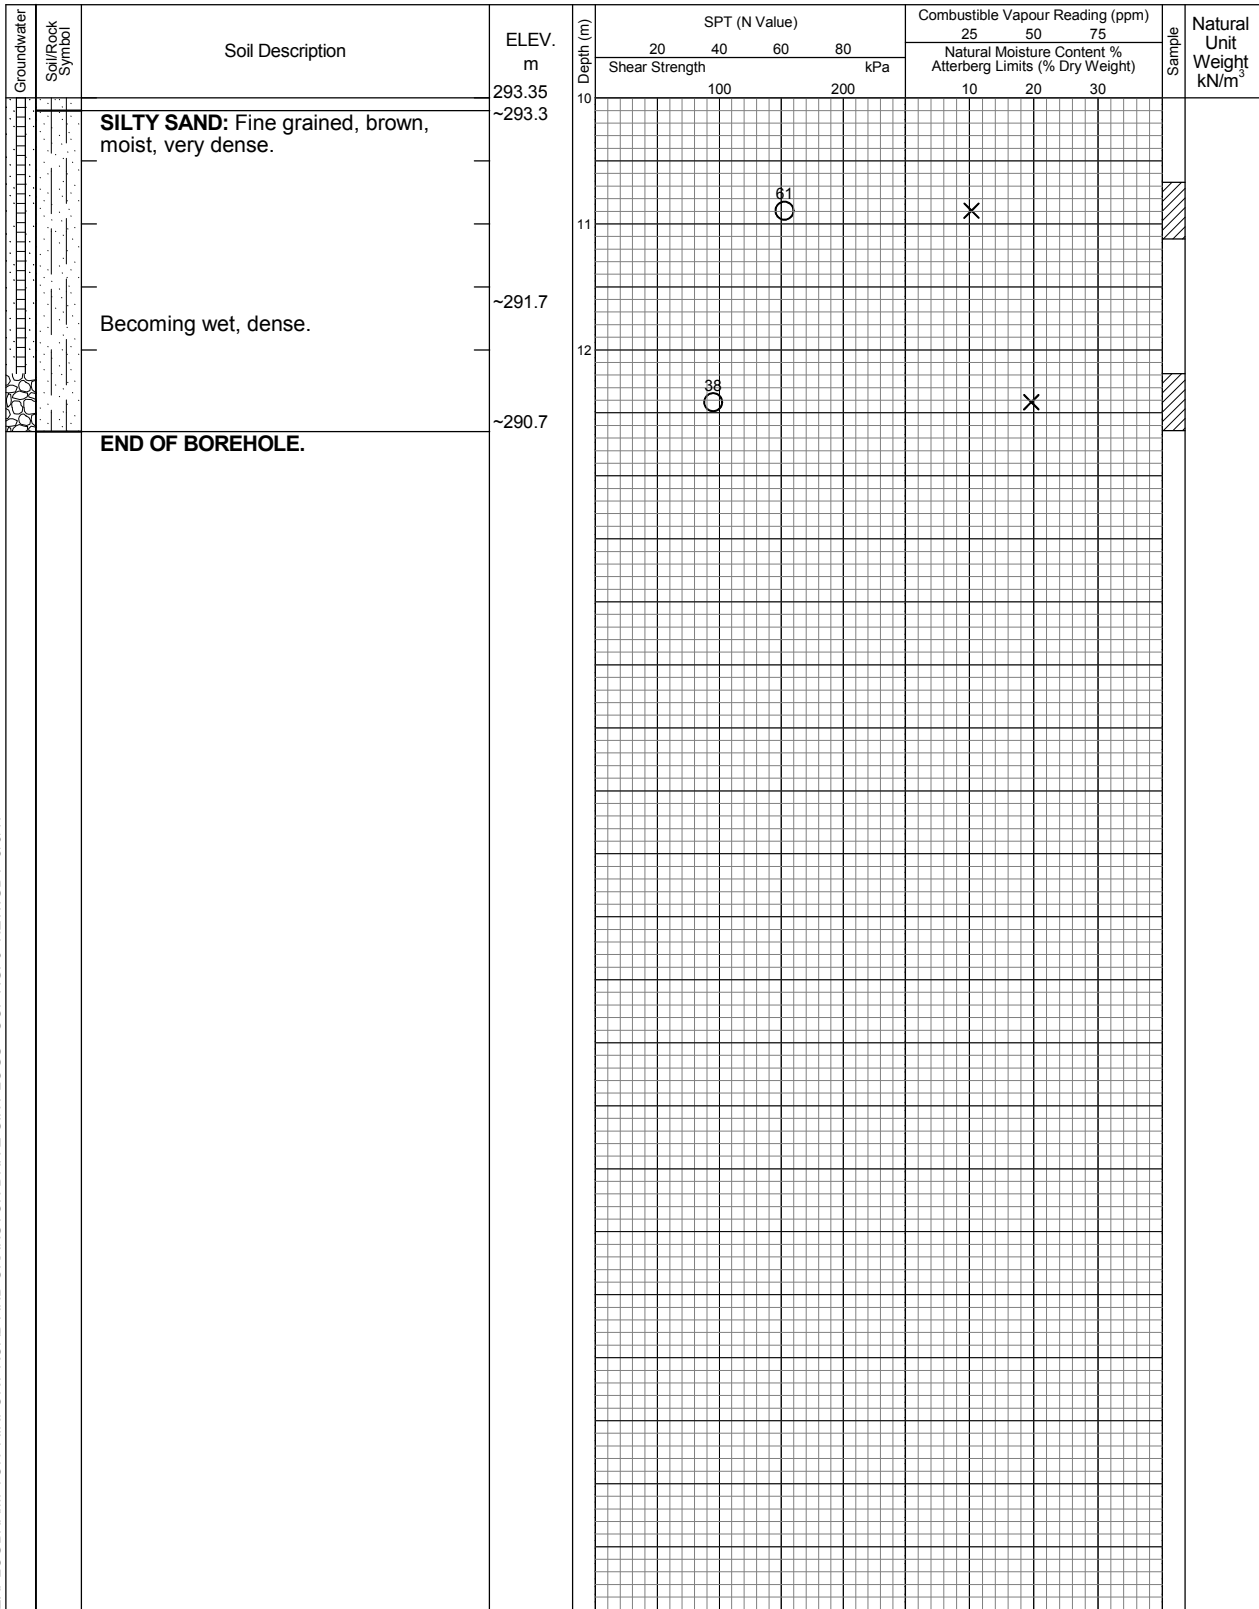 Groundwater
Soil/Rock
Symbol
Soil Description
ELEV.
m
293.35
Depth (m)
SPT (N Value)
20 40 60 80
Shear Strength kPa
100 200
Combustible Vapour Reading (ppm)
25 50 75
Natural Moisture Content %
Atterberg Limits (% Dry Weight)
10 20 30
Sample
Natural
Unit
Weight
kN/m³
10
~293.3
SILTY SAND: Fine grained, brown,
moist, very dense.
61
11
~291.7
Becoming wet, dense.
12
38
~290.7
END OF BOREHOLE.